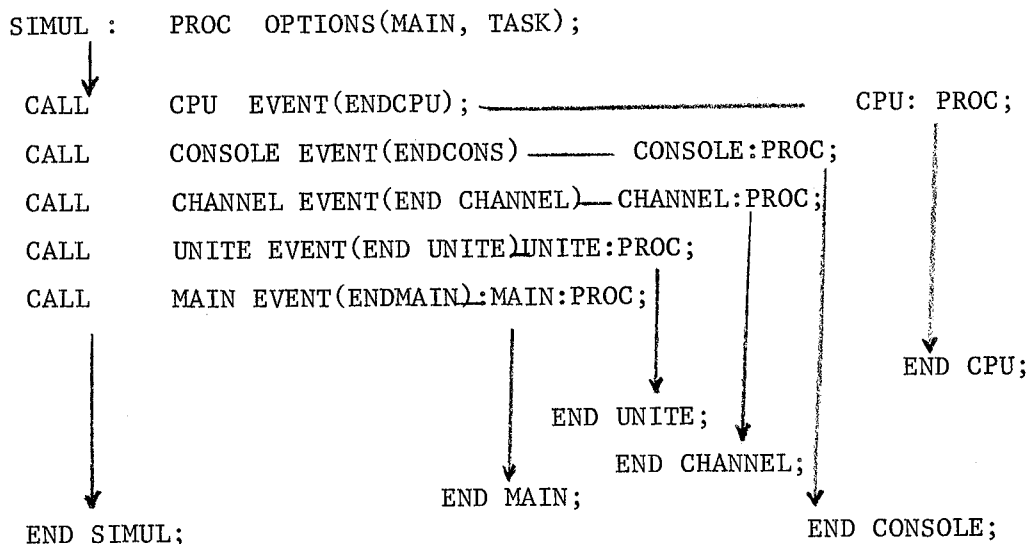 SIMUL : PROC OPTIONS(MAIN, TASK);
CALL CPU EVENT(ENDCPU); CPU: PROC;
CALL CONSOLE EVENT(ENDCONS) CONSOLE:PROC;
CALL CHANNEL EVENT(END CHANNEL) CHANNEL:PROC;
CALL UNITE EVENT(END UNITE) UNITE:PROC;
CALL MAIN EVENT(ENDMAIN):MAIN:PROC;
END CPU;
END UNITE;
END CHANNEL;
END MAIN;
END SIMUL;
END CONSOLE;